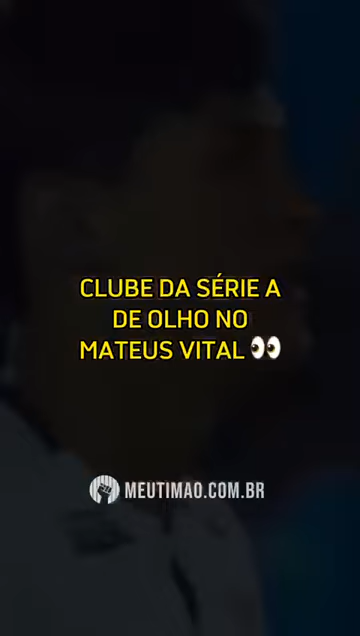 CLUBE DA SÉRIE A
DE OLHO NO
MATEUS VITAL 👀
MEUTIMAO.COM.BR